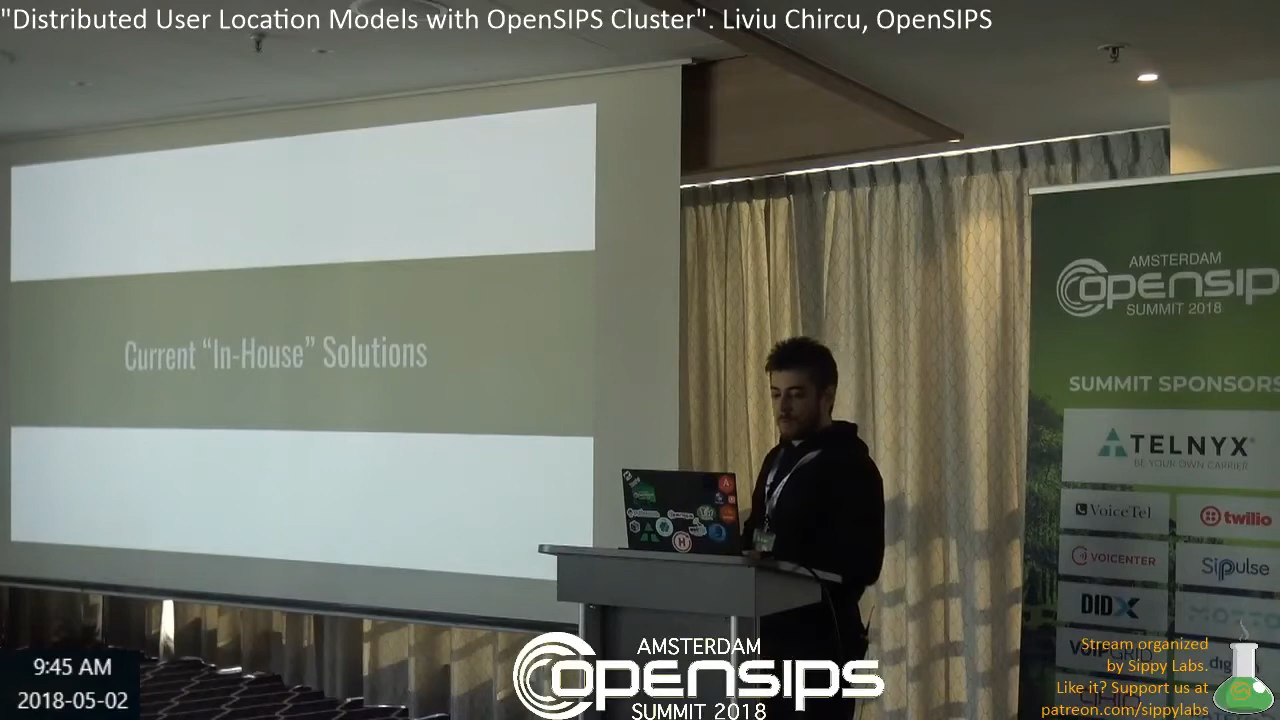 "Distributed User Location Models with OpenSIPS Cluster". Liviu Chircu, OpenSIPS
Current “In-House” Solutions
AMSTERDAM
OPENSIPS
SUMMIT 2018
SUMMIT SPONSORS
TELNYX
BE YOUR OWN CARRIER
VoiceTel
twilio
VOICENTER
SIPulse
DIDX
AMSTERDAM
OPENSIPS
SUMMIT 2018
9:45 AM
2018-05-02
Stream organized
by Sippy Labs.
Like it? Support us at
patreon.com/sippylabs